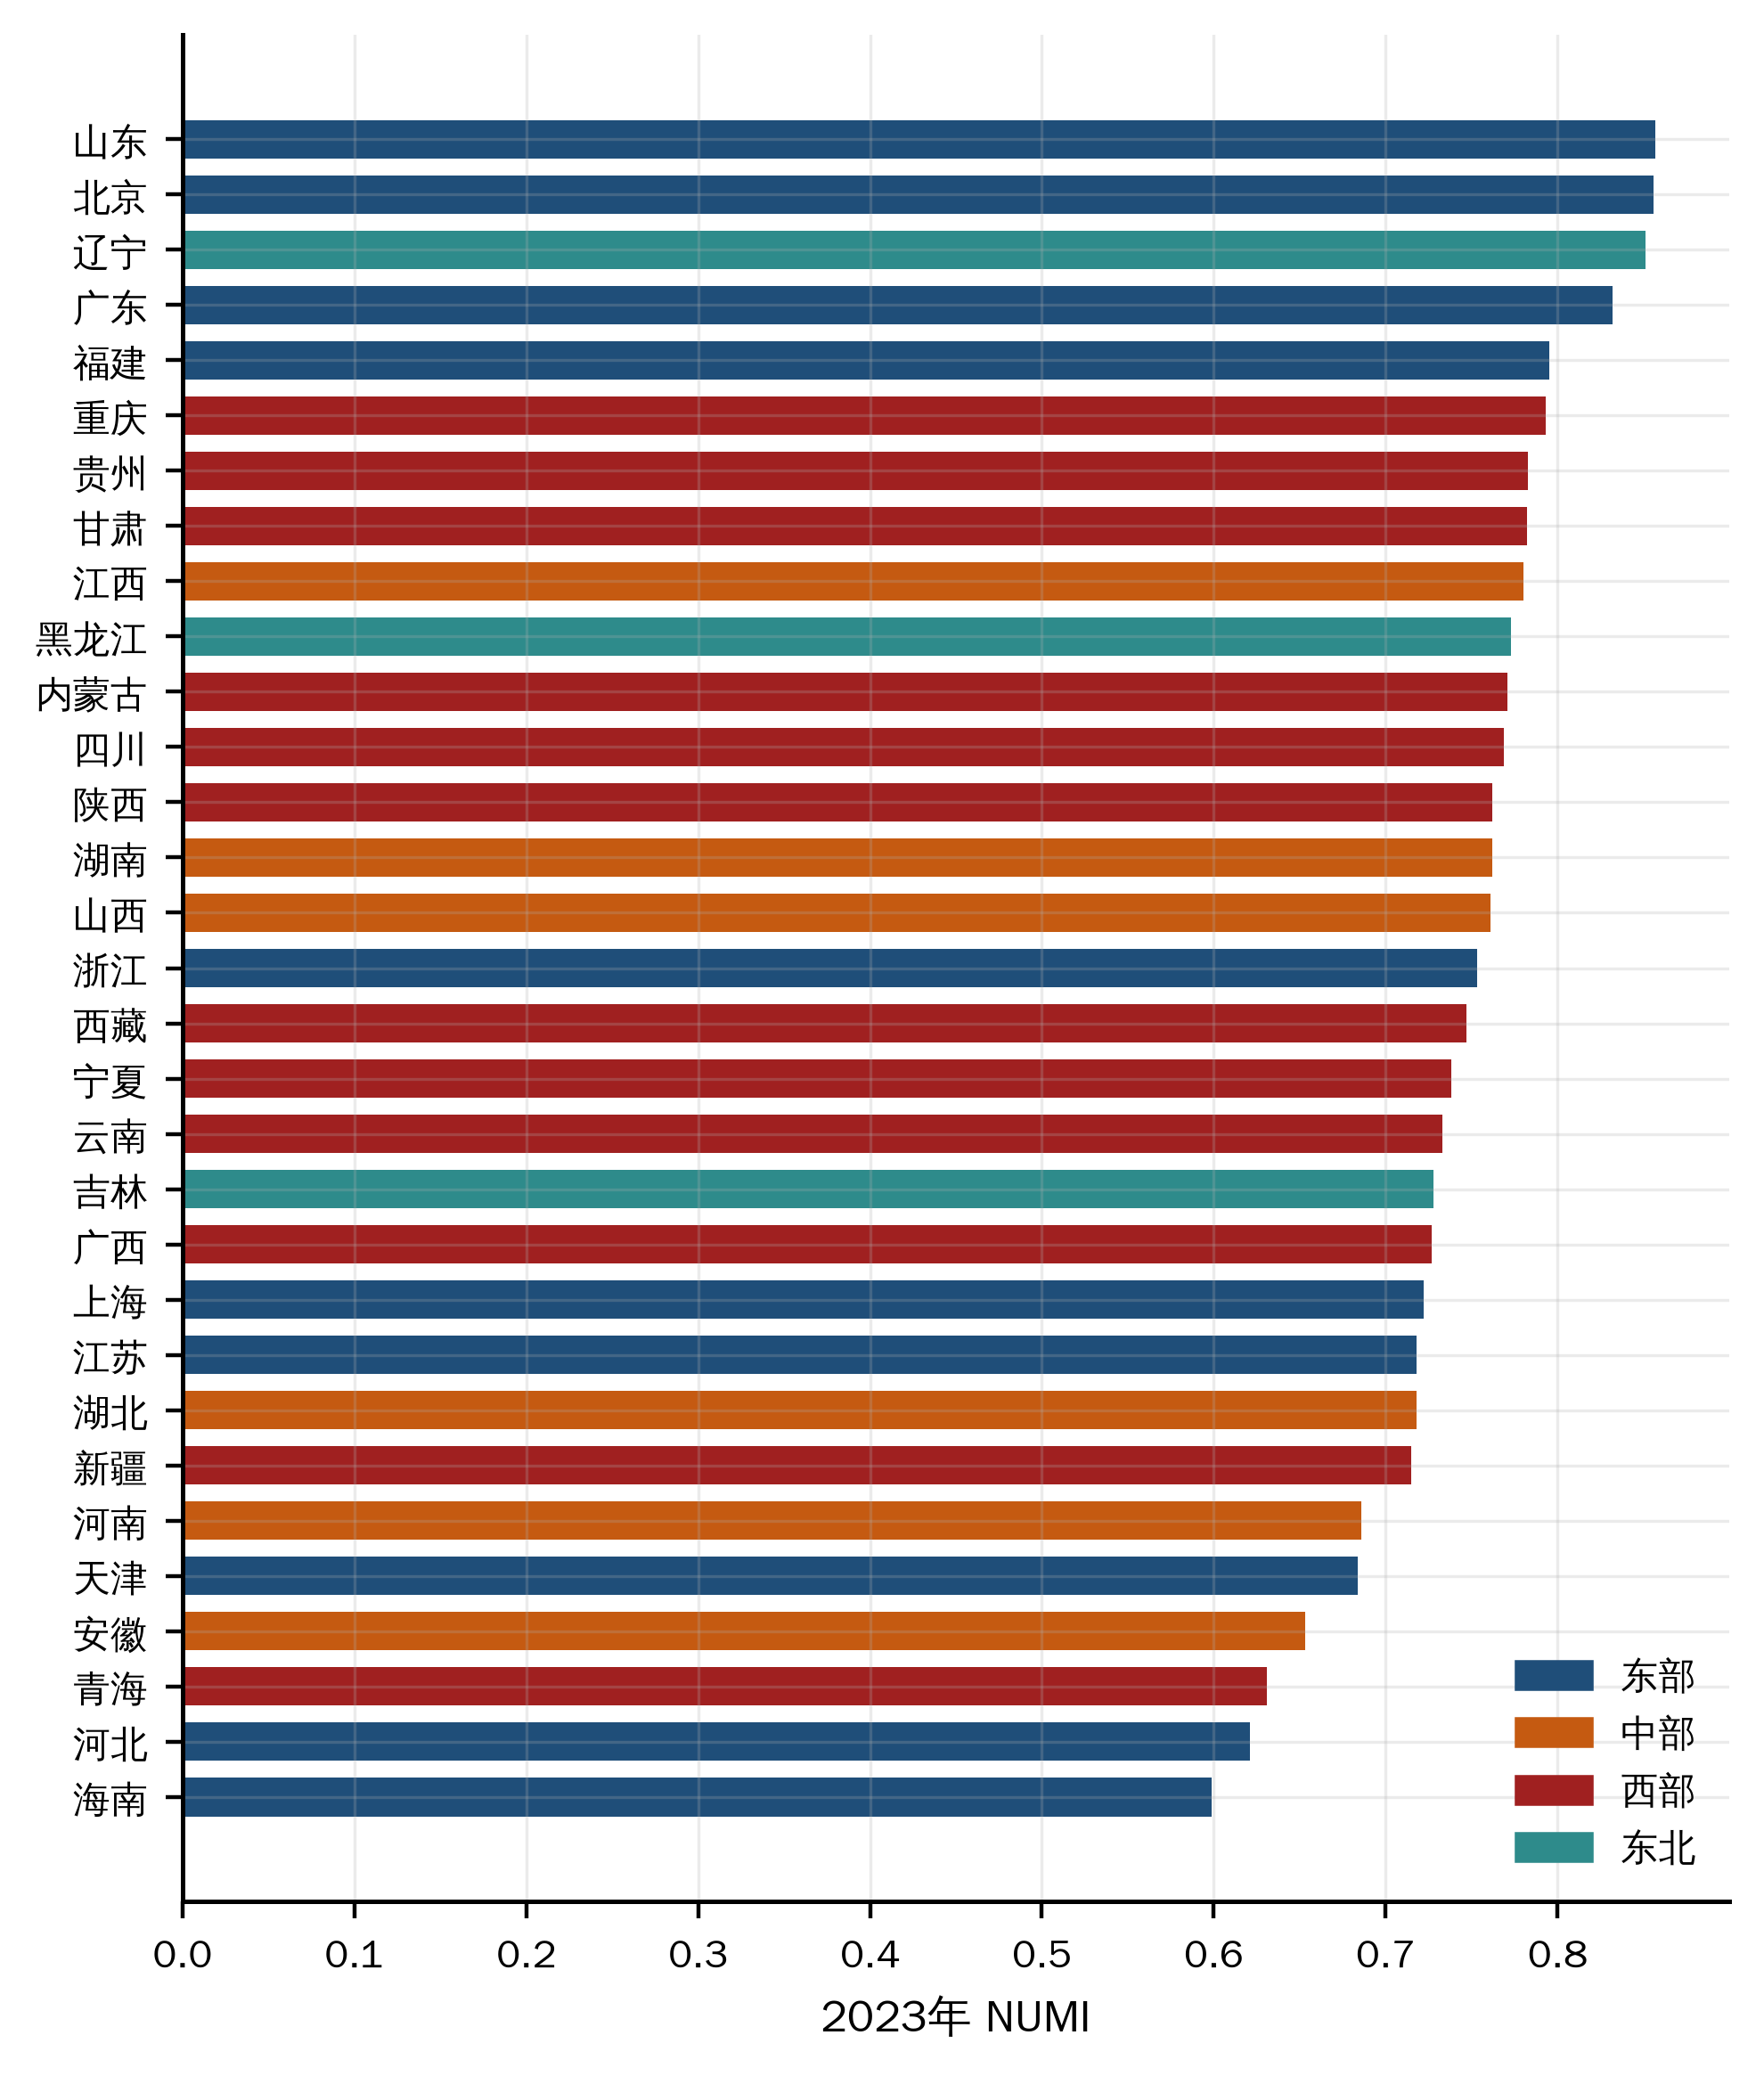 山东
北京
辽宁
广东
福建
重庆
贵州
甘肃
江西
黑龙江
内蒙古
四川
陕西
湖南
山西
浙江
西藏
宁夏
云南
吉林
广西
上海
江苏
湖北
新疆
河南
天津
安徽
青海
河北
海南
东部
中部
西部
东北
0.0 0.1 0.2 0.3 0.4 0.5 0.6 0.7 0.8
2023年 NUMI